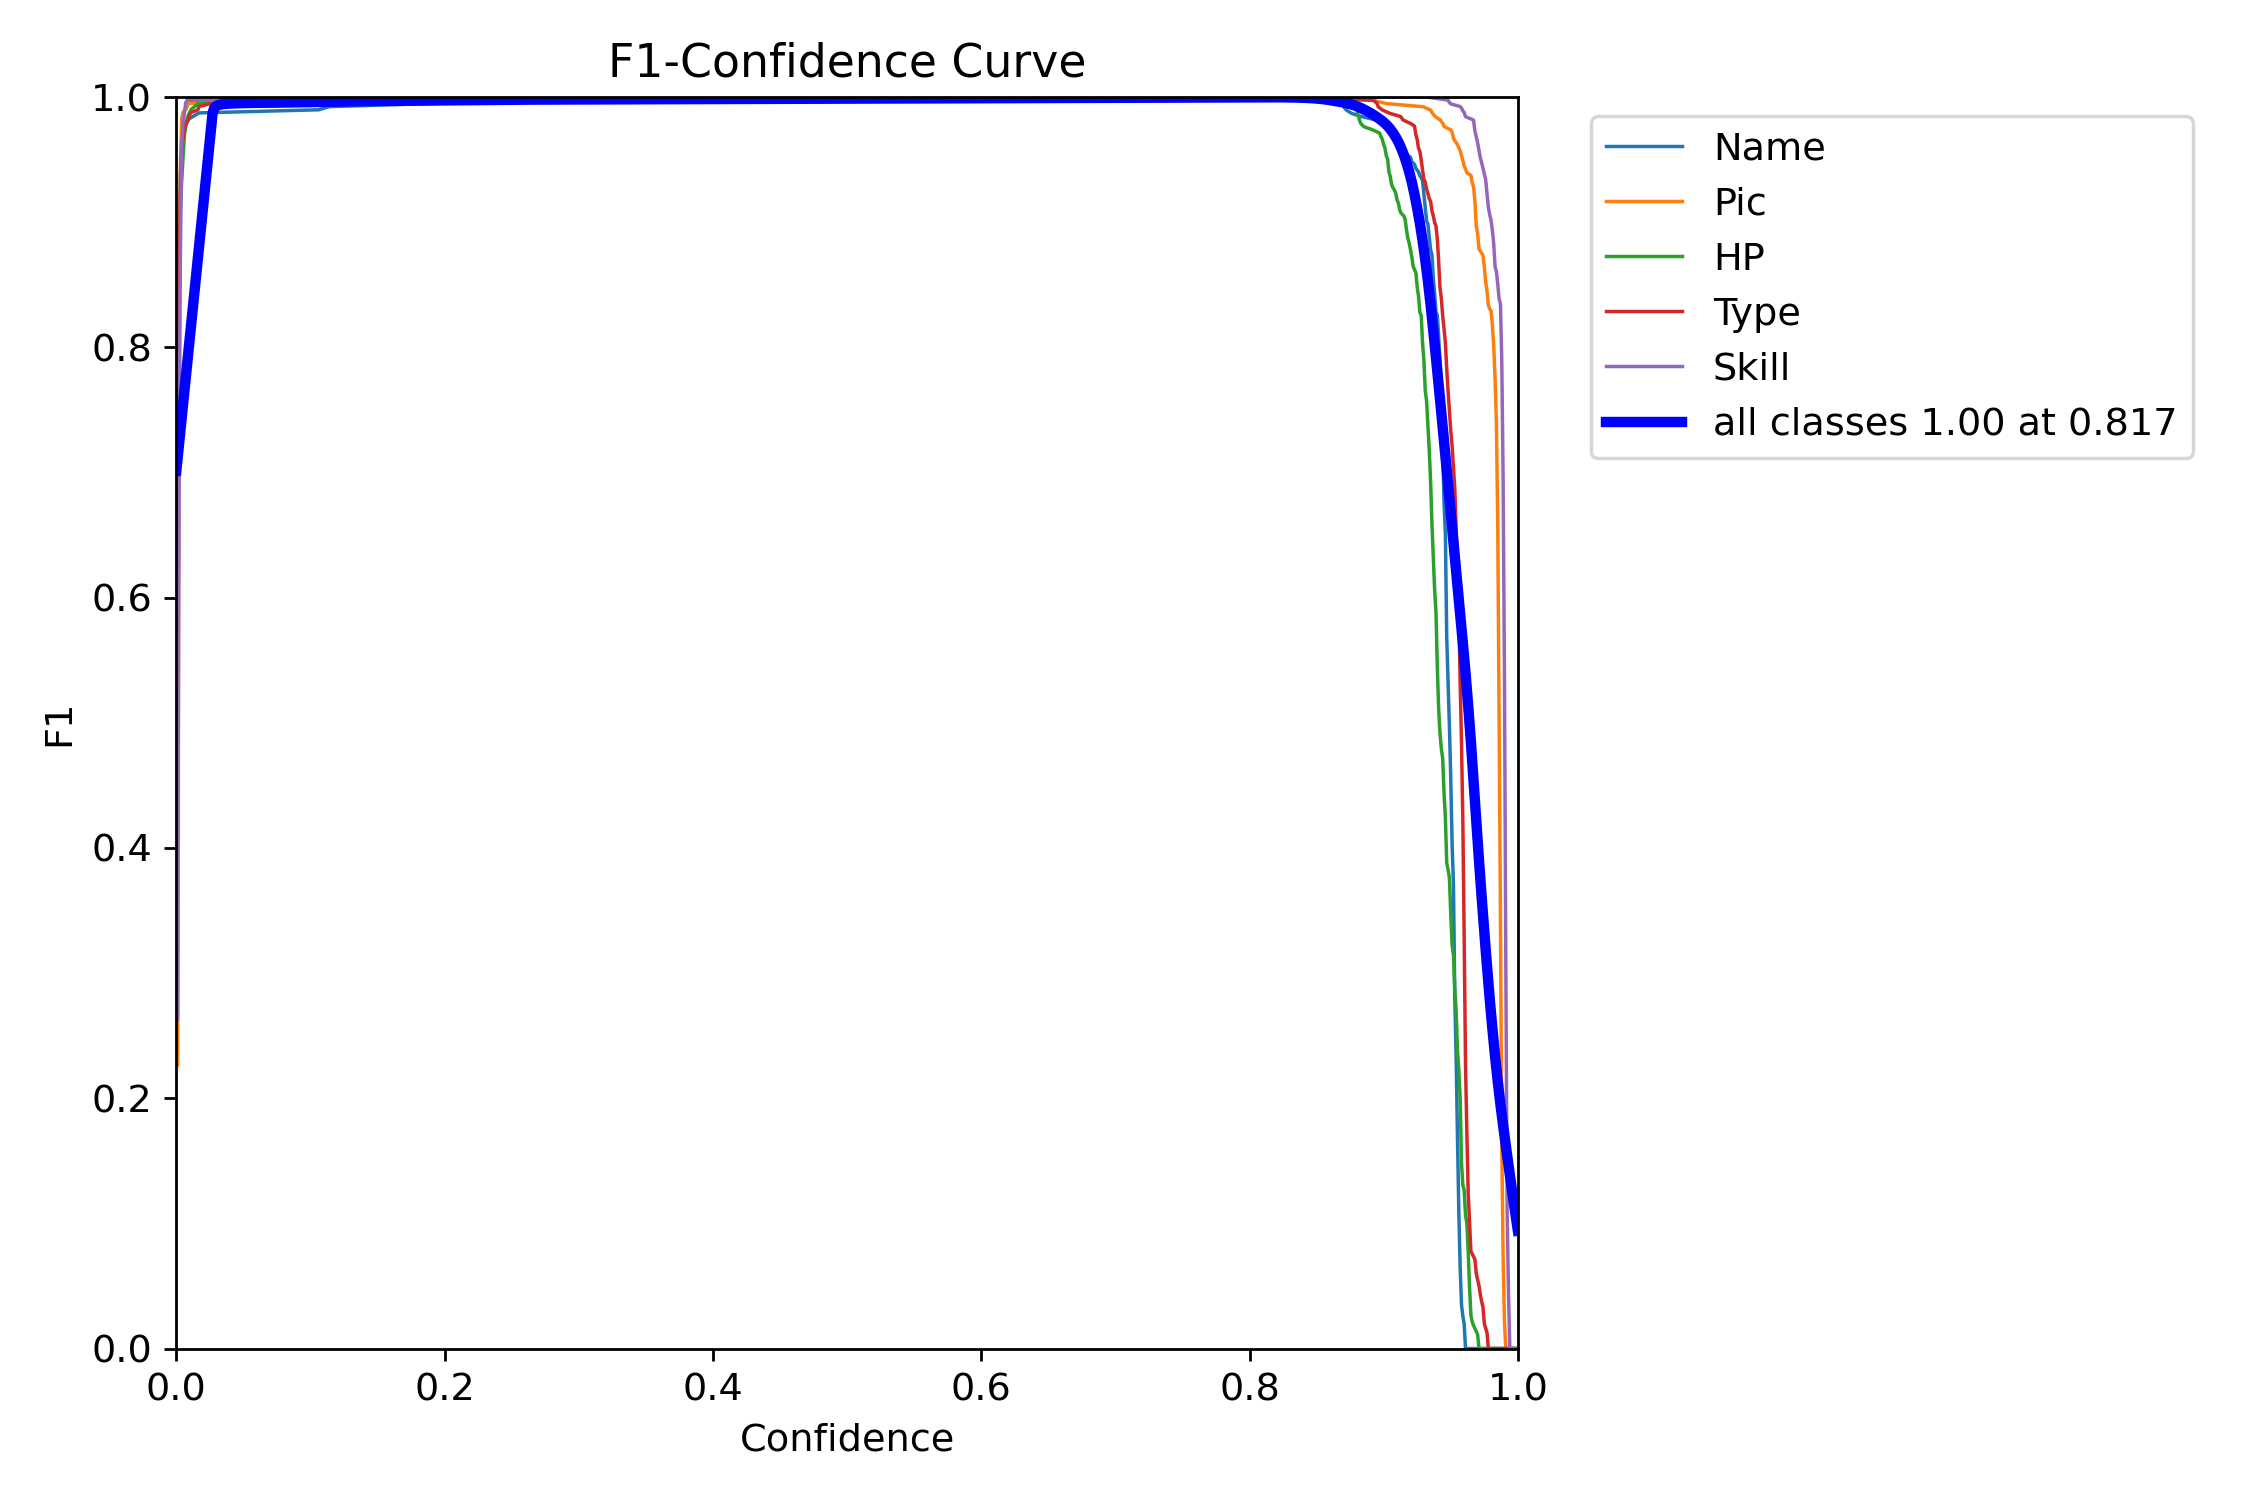 F1-Confidence Curve
1.0
0.8
0.6
0.4
0.2
0.0
F1
0.0 0.2 0.4 0.6 0.8 1.0
Confidence
Name
Pic
HP
Type
Skill
all classes 1.00 at 0.817